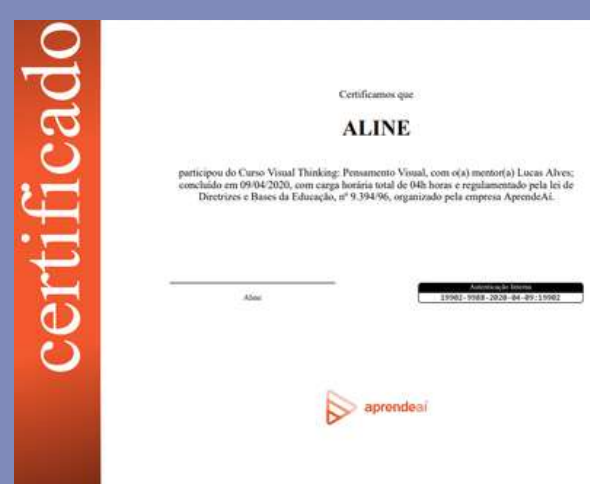 certificado
Certificamos que
ALINE
participou do Curso Visual Thinking: Pensamento Visual, com o(a) mentor(a) Lucas Alves;
concluído em 09/04/2020, com carga horária total de 04h horas e regulamentado pela lei de
Diretrizes e Bases da Educação, nº 9.394/96, organizado pela empresa AprendeAí.
Aline
Autenticação Interna
19902-9988-2020-04-09:19902
aprendeaí